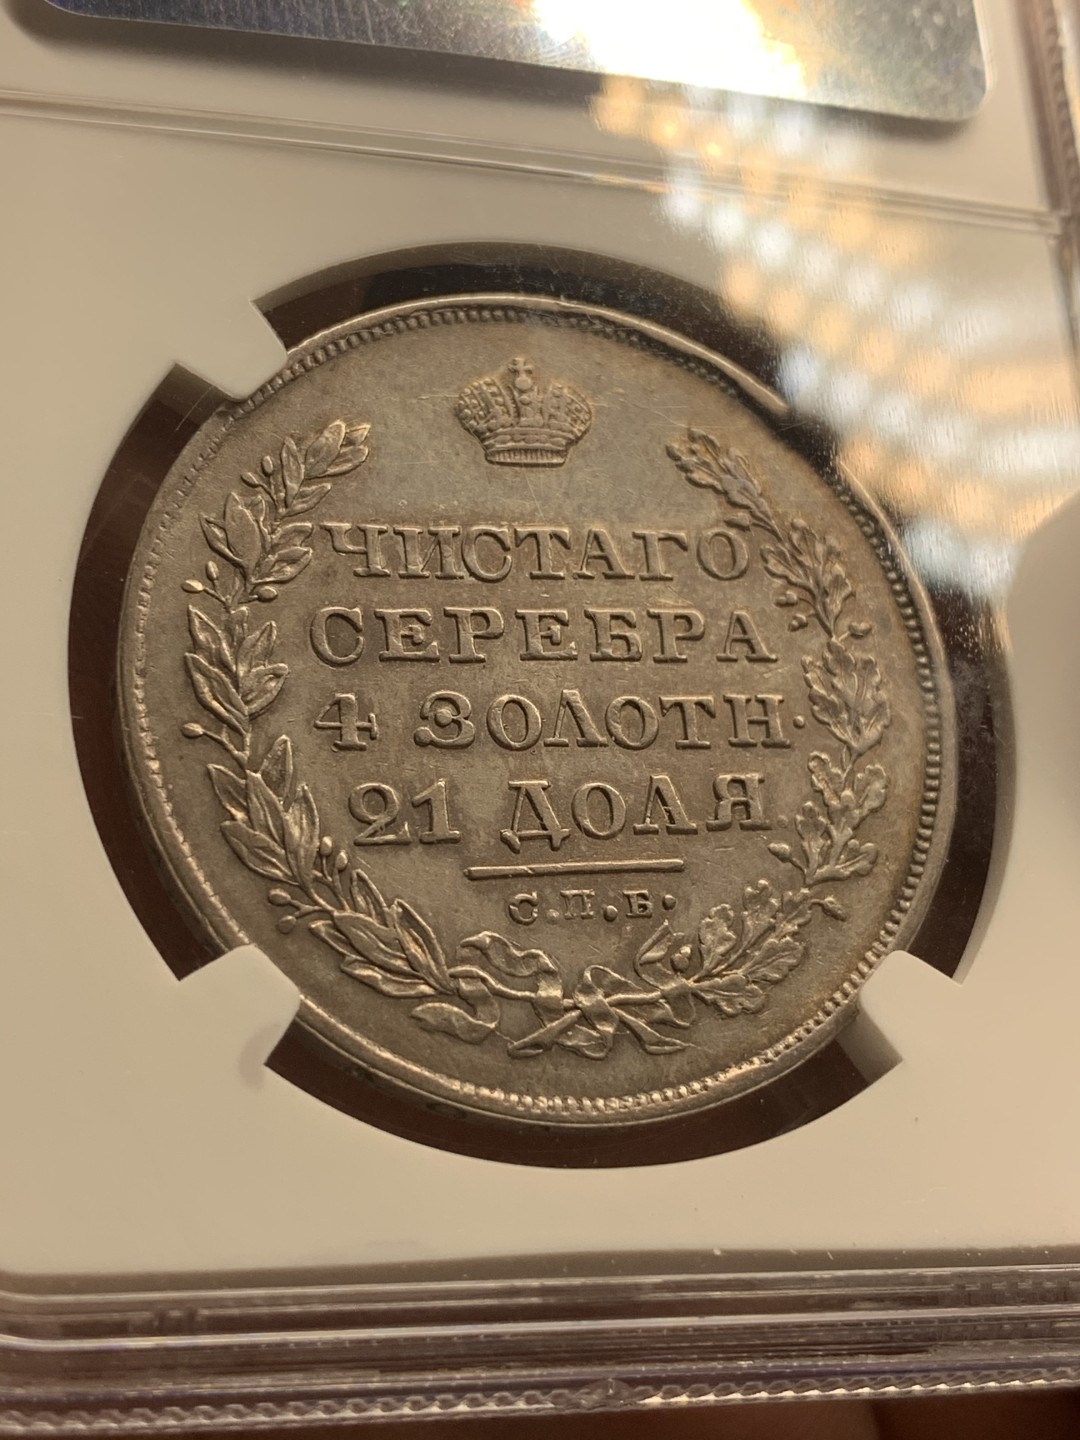 ЧИСТАГО
СЕРЕБРА
4 ЗОЛОТН·
21 ДОЛЯ
С.П.Б.